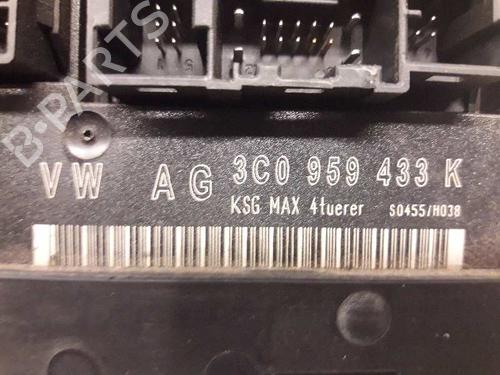 B-PARTS
VW AG 3C0 959 433 K
KSG MAX 4tuerer S0455/H038